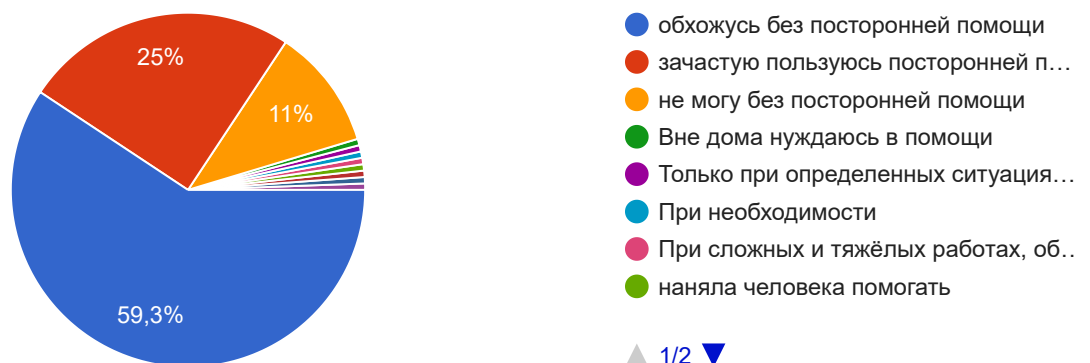 25%
11%
59,3%
обхожусь без посторонней помощи
зачастую пользуюсь посторонней п…
не могу без посторонней помощи
Вне дома нуждаюсь в помощи
Только при определенных ситуация…
При необходимости
При сложных и тяжёлых работах, об…
наняла человека помогать
1/2